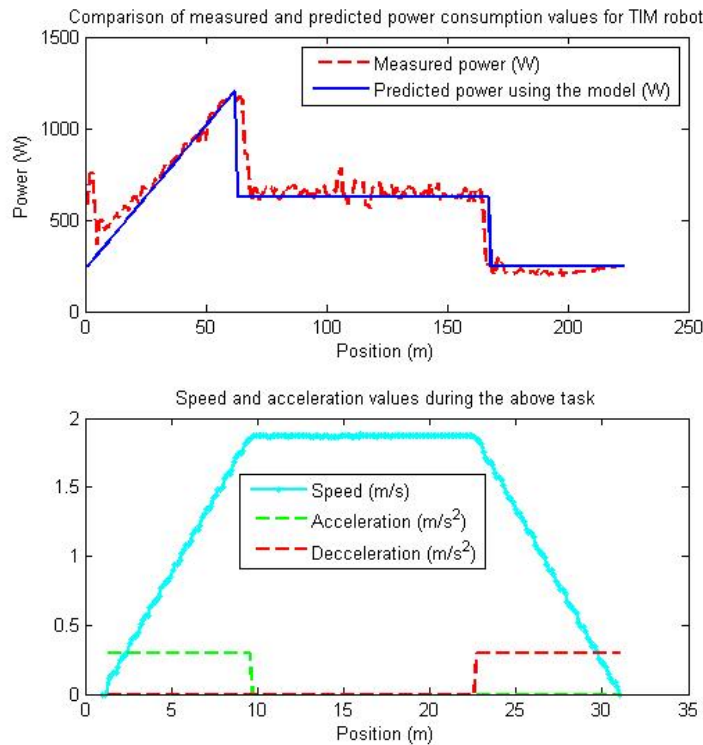 Comparison of measured and predicted power consumption values for TIM robot
1500
Measured power (W)
Predicted power using the model (W)
1000
Power (W)
500
0
0 50 100 150 200 250
Position (m)
Speed and acceleration values during the above task
2
1.5
Speed (m/s)
Acceleration (m/s²)
Decceleration (m/s²)
1
0.5
0
0 5 10 15 20 25 30 35
Position (m)